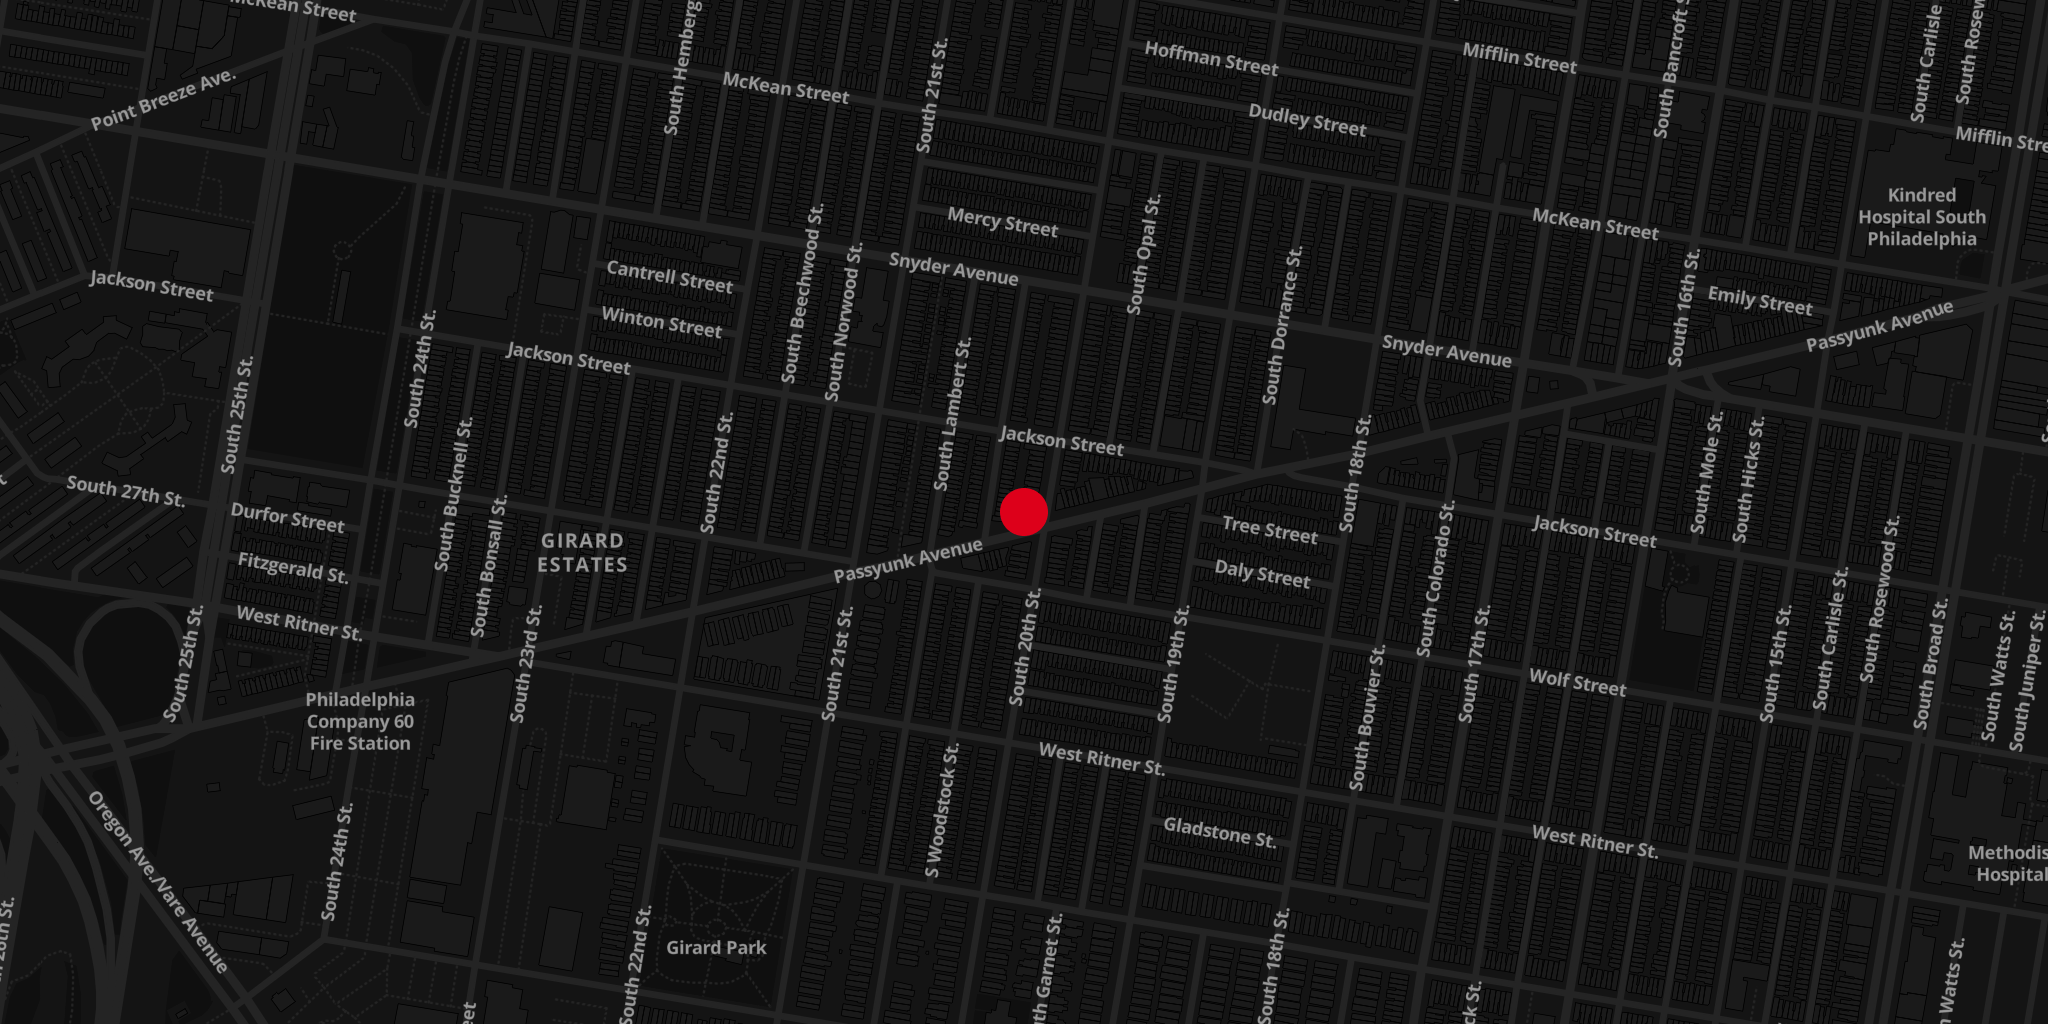 McKean Street
South Hemberg
South 21st St.
Hoffman Street
Mifflin Street
South Bancroft S
South Carlisle
South Rosew
McKean Street
Point Breeze Ave.
Dudley Street
Mifflin Stre
Kindred
Hospital South
Philadelphia
Mercy Street
McKean Street
South Opal St.
South Beechwood St.
South Norwood St.
Snyder Avenue
Cantrell Street
Jackson Street
Winton Street
South Dorrance St.
South 16th St.
Emily Street
Passyunk Avenue
Snyder Avenue
South 24th St.
Jackson Street
South Lambert St.
South 25th St.
South 22nd St.
Jackson Street
South 18th St.
South Mole St.
South Hicks St.
South Bucknell St.
South 27th St.
Durfor Street
South Bonsall St.
GIRARD
ESTATES
Tree Street
Jackson Street
South Colorado St.
South Rosewood St.
Fitzgerald St.
Passyunk Avenue
Daly Street
South Carlisle St.
West Ritner St.
South 25th St.
South 23rd St.
South 21st St.
South 20th St.
South 19th St.
South Bouvier St.
South 17th St.
Wolf Street
South 15th St.
South Broad St.
South Watts St.
South Juniper St.
Philadelphia
Company 60
Fire Station
West Ritner St.
S Woodstock St.
Gladstone St.
West Ritner St.
Methodis
Hospital
Oregon Ave./Vare Avenue
South 24th St.
South 22nd St.
Girard Park
th Garnet St.
South 18th St.
Watts St.
26th St.
ck St.
eet